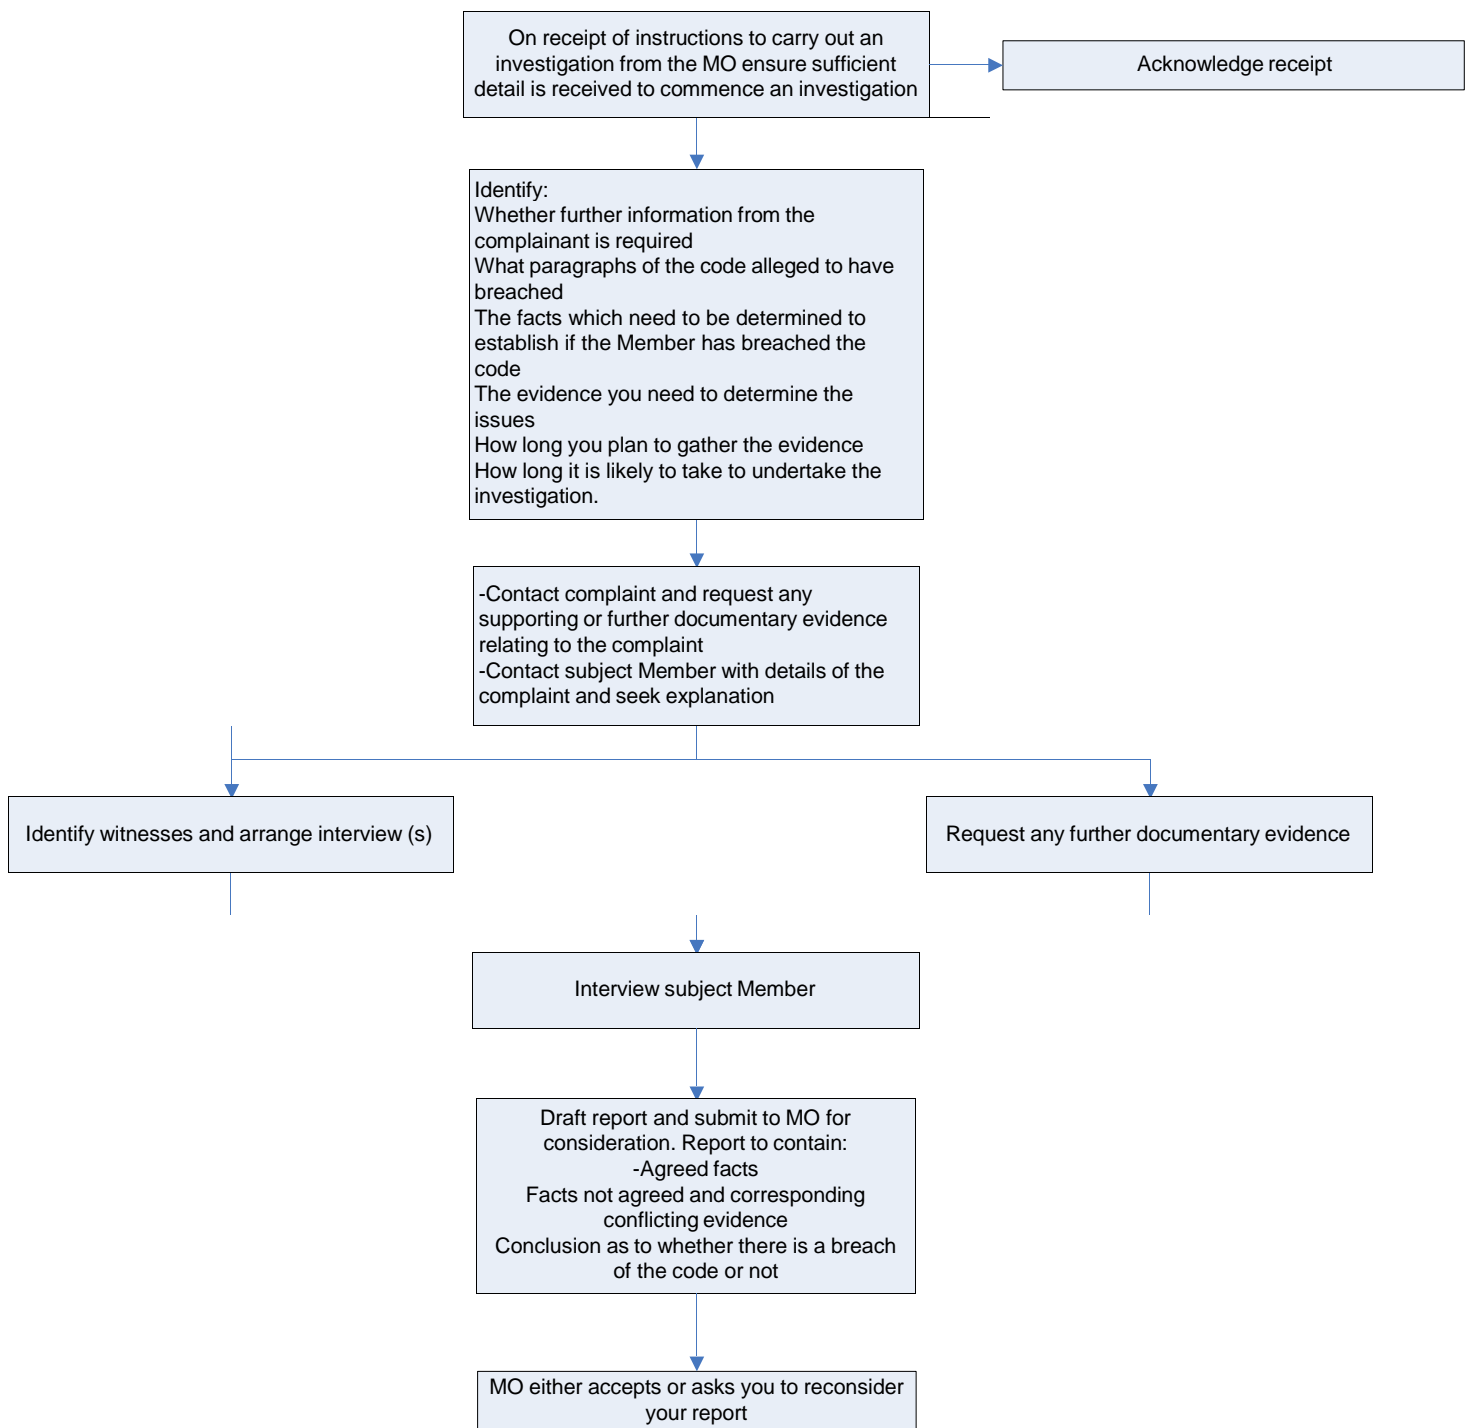 On receipt of instructions to carry out an
investigation from the MO ensure sufficient
detail is received to commence an investigation
Acknowledge receipt
Identify:
Whether further information from the
complainant is required
What paragraphs of the code alleged to have
breached
The facts which need to be determined to
establish if the Member has breached the
code
The evidence you need to determine the
issues
How long you plan to gather the evidence
How long it is likely to take to undertake the
investigation.
-Contact complaint and request any
supporting or further documentary evidence
relating to the complaint
-Contact subject Member with details of the
complaint and seek explanation
Identify witnesses and arrange interview (s)
Request any further documentary evidence
Interview subject Member
Draft report and submit to MO for
consideration. Report to contain:
-Agreed facts
Facts not agreed and corresponding
conflicting evidence
Conclusion as to whether there is a breach
of the code or not
MO either accepts or asks you to reconsider
your report